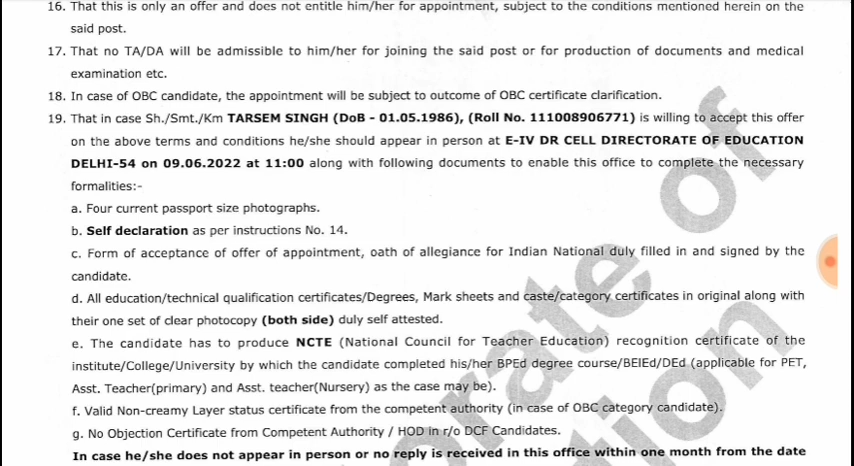 16. That this is only an offer and does not entitle him/her for appointment, subject to the conditions mentioned herein on the
said post.
17. That no TA/DA will be admissible to him/her for joining the said post or for production of documents and medical
examination etc.
18. In case of OBC candidate, the appointment will be subject to outcome of OBC certificate clarification.
19. That in case Sh./Smt./Km TARSEM SINGH (DoB - 01.05.1986), (Roll No. 111008906771) is willing to accept this offer
on the above terms and conditions he/she should appear in person at E-IV DR CELL DIRECTORATE OF EDUCATION
DELHI-54 on 09.06.2022 at 11:00 along with following documents to enable this office to complete the necessary
formalities:-
a. Four current passport size photographs.
b. Self declaration as per instructions No. 14.
c. Form of acceptance of offer of appointment, oath of allegiance for Indian National duly filled in and signed by the
candidate.
d. All education/technical qualification certificates/Degrees, Mark sheets and caste/category certificates in original along with
their one set of clear photocopy (both side) duly self attested.
e. The candidate has to produce NCTE (National Council for Teacher Education) recognition certificate of the
institute/College/University by which the candidate completed his/her BPEd degree course/BElEd/DEd (applicable for PET,
Asst. Teacher(primary) and Asst. teacher(Nursery) as the case may be).
f. Valid Non-creamy Layer status certificate from the competent authority (in case of OBC category candidate).
g. No Objection Certificate from Competent Authority / HOD in r/o DCF Candidates.
In case he/she does not appear in person or no reply is received in this office within one month from the date